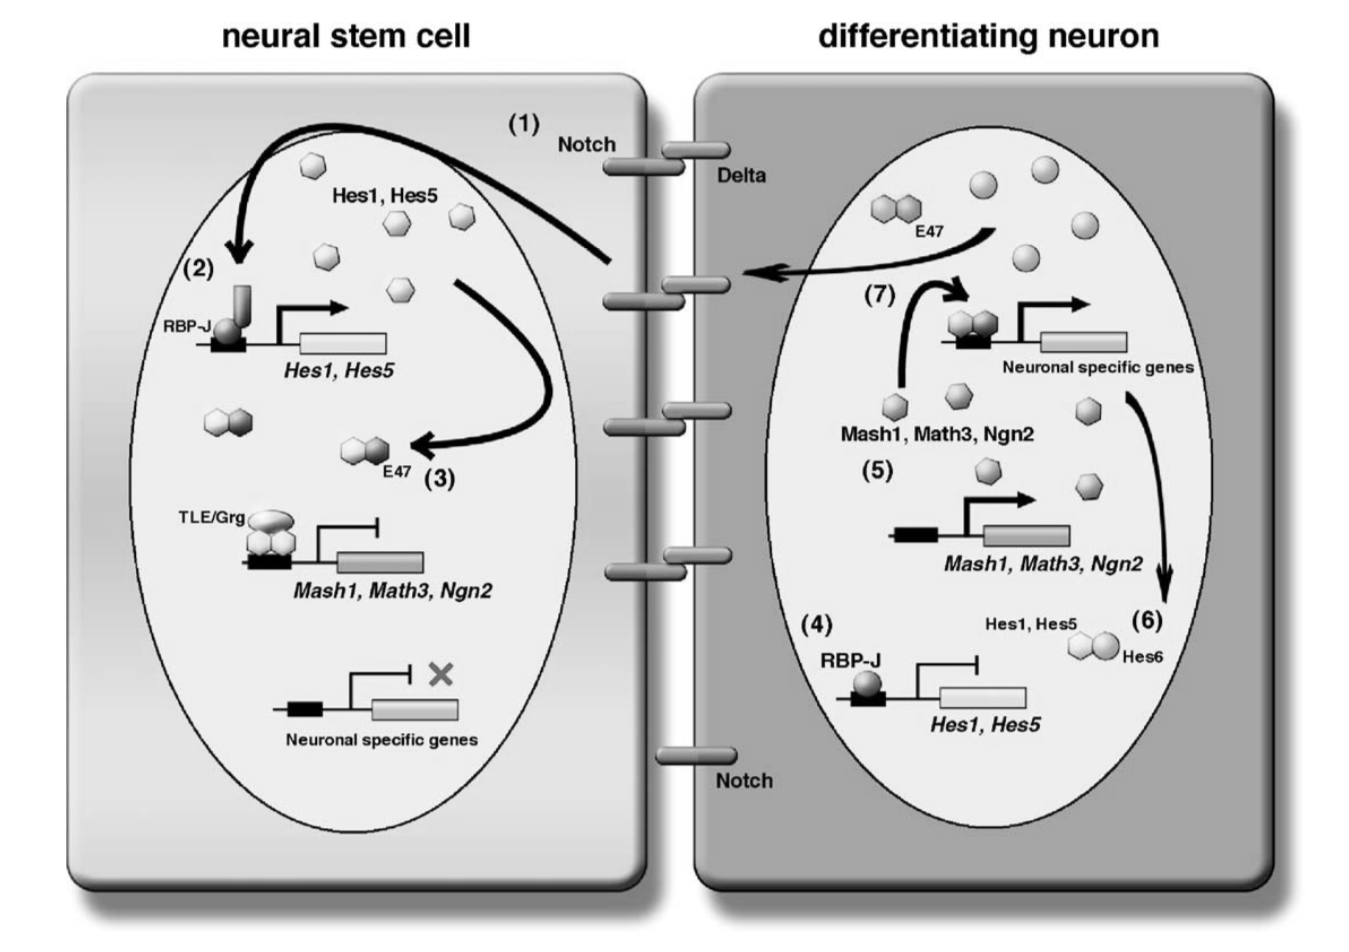 neural stem cell
differentiating neuron
(1)
Notch
Delta
Hes1, Hes5
(2)
RBP-J
Hes1, Hes5
E47
(3)
TLE/Grg
Mash1, Math3, Ngn2
Neuronal specific genes
E47
(7)
Neuronal specific genes
Mash1, Math3, Ngn2
(5)
Mash1, Math3, Ngn2
(4)
Hes1, Hes5
(6)
Hes6
RBP-J
Hes1, Hes5
Notch